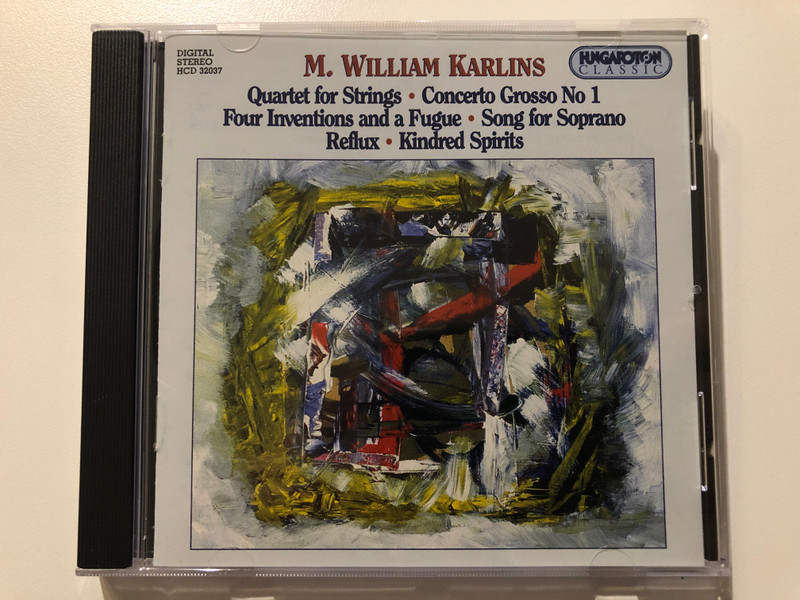 DIGITAL
STEREO
HCD 32037
M. WILLIAM KARLINS
HUNGAROTON
CLASSIC
Quartet for Strings • Concerto Grosso No 1
Four Inventions and a Fugue • Song for Soprano
Reflux • Kindred Spirits